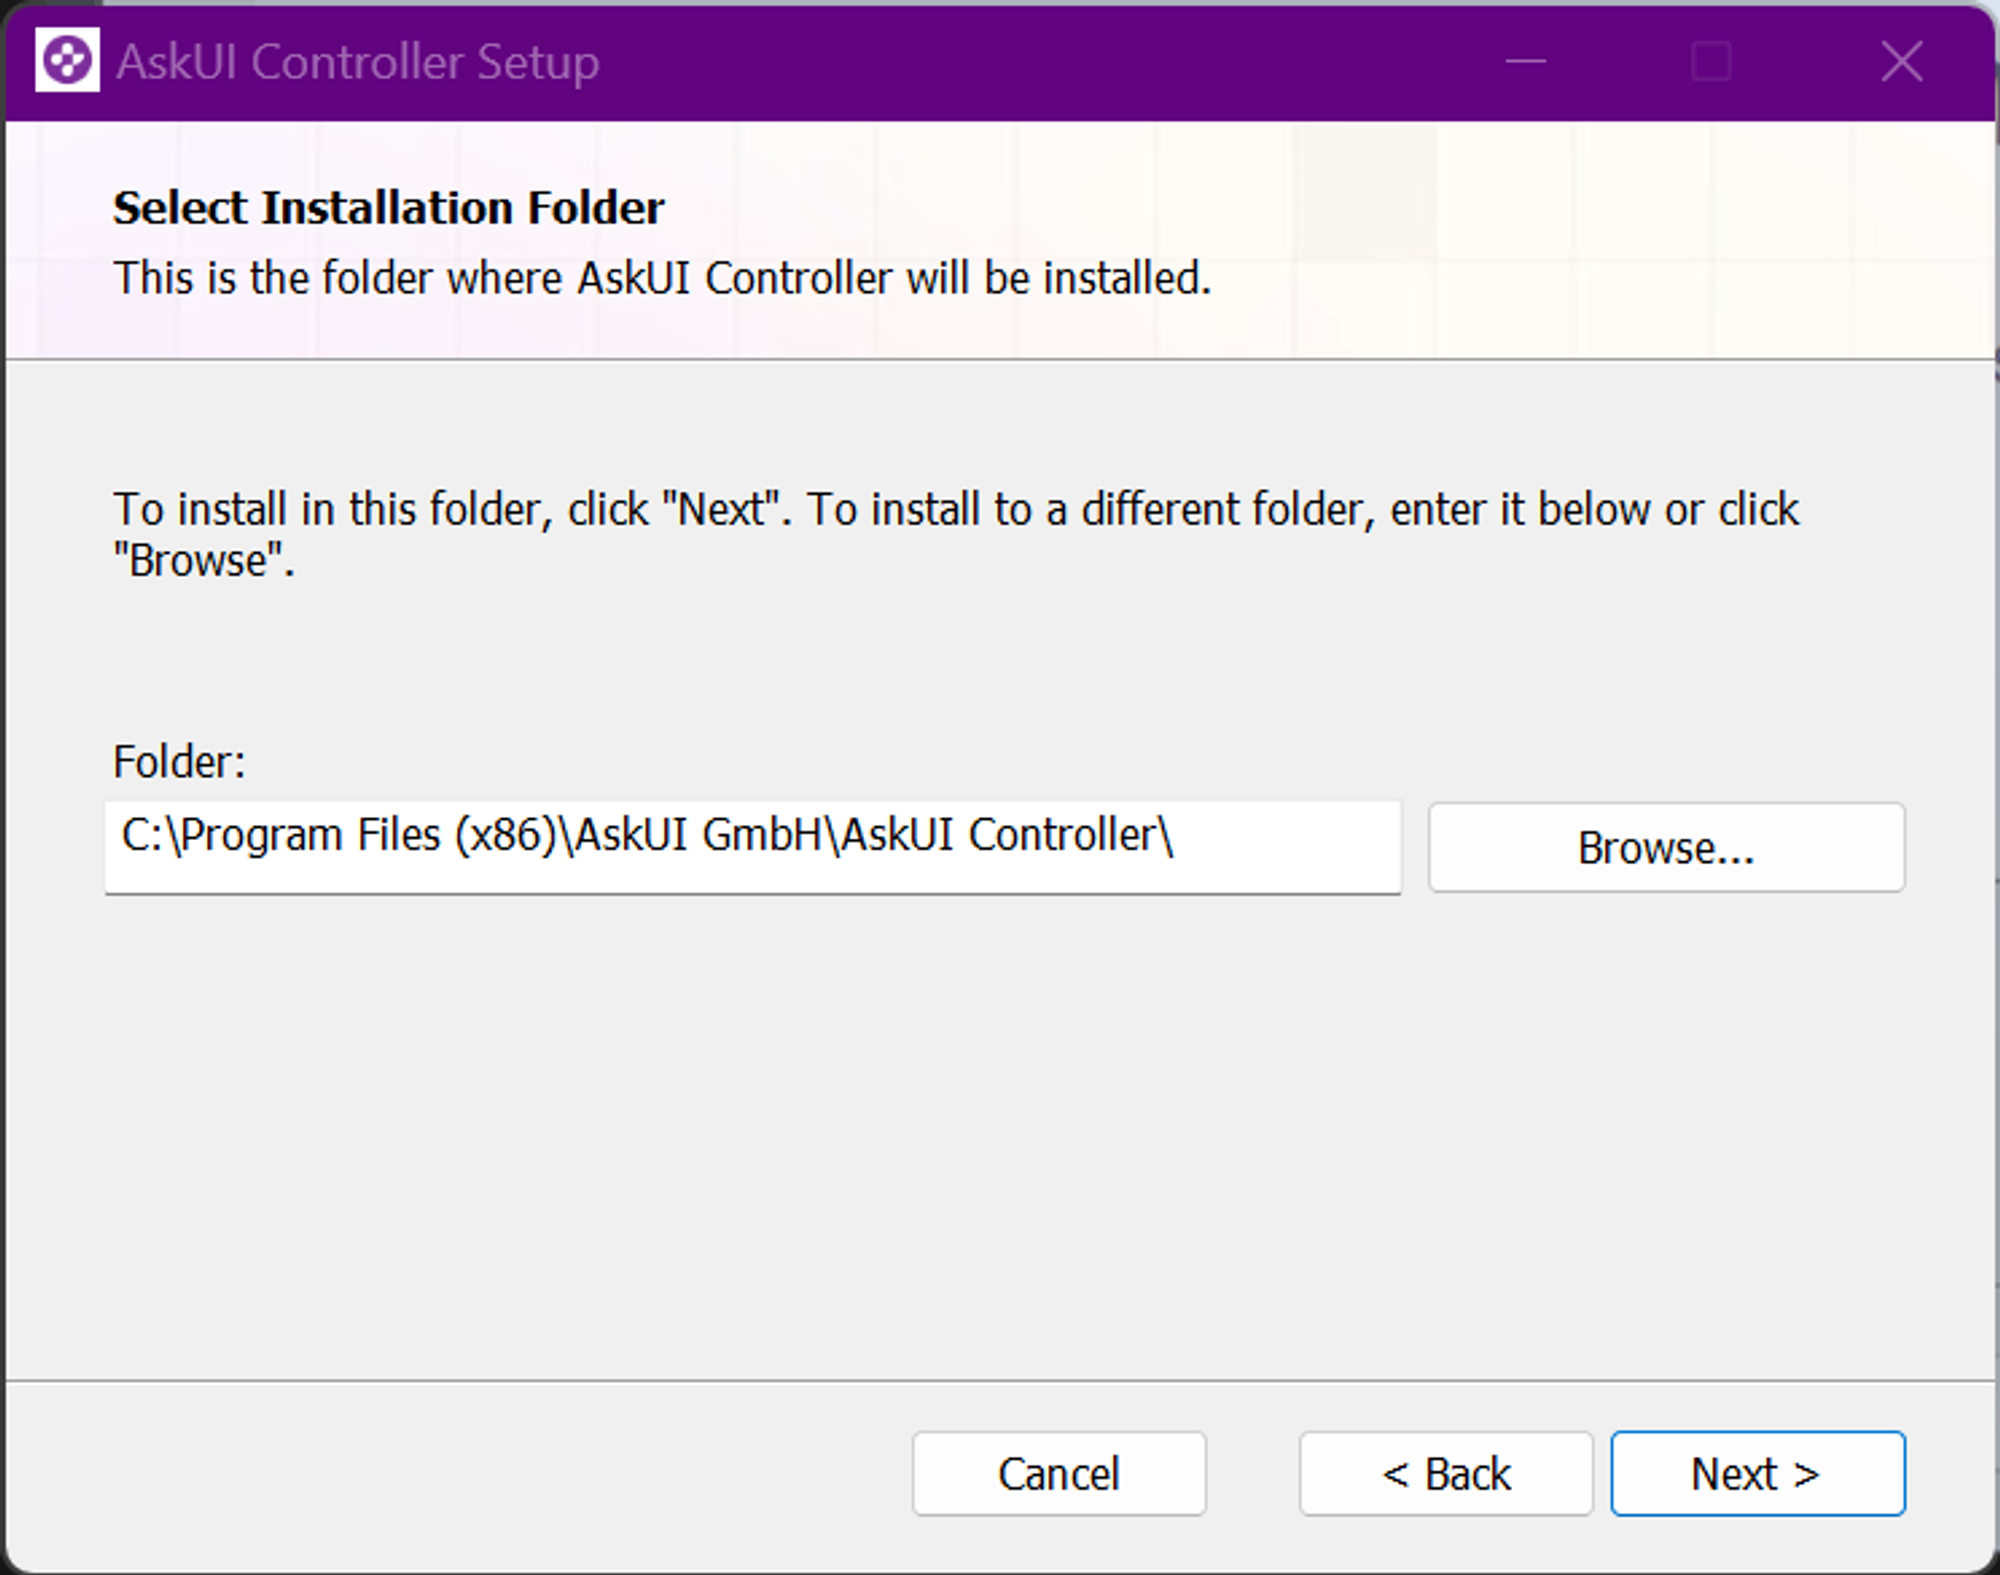 AskUI Controller Setup
Select Installation Folder
This is the folder where AskUI Controller will be installed.
To install in this folder, click "Next". To install to a different folder, enter it below or click
"Browse".
Folder:
C:\Program Files (x86)\AskUI GmbH\AskUI Controller\
Browse...
Cancel
< Back
Next >